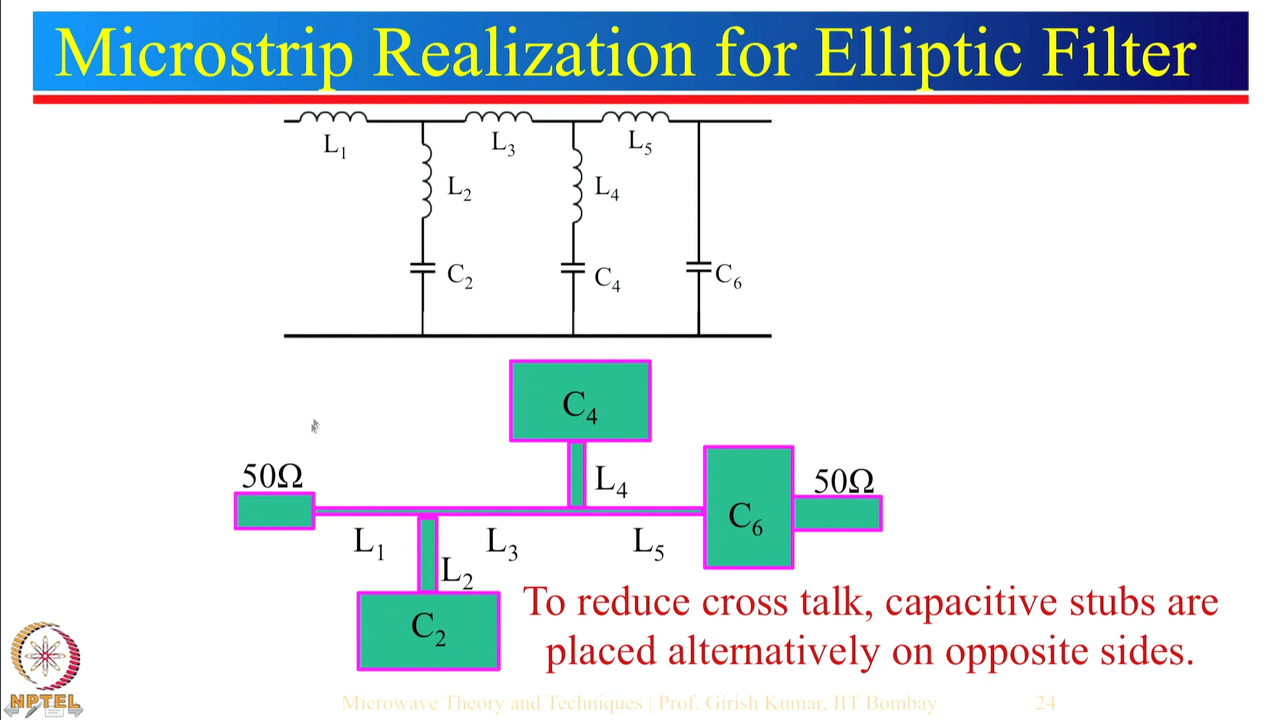 Microstrip Realization for Elliptic Filter
L₁ L₃ L₅
L₂ L₄
C₂ C₄ C₆
C₄
50Ω L₄ 50Ω
C₆
L₁ L₃ L₅
L₂
C₂
To reduce cross talk, capacitive stubs are
placed alternatively on opposite sides.
NPTEL
Microwave Theory and Techniques | Prof. Girish Kumar, IIT Bombay 24